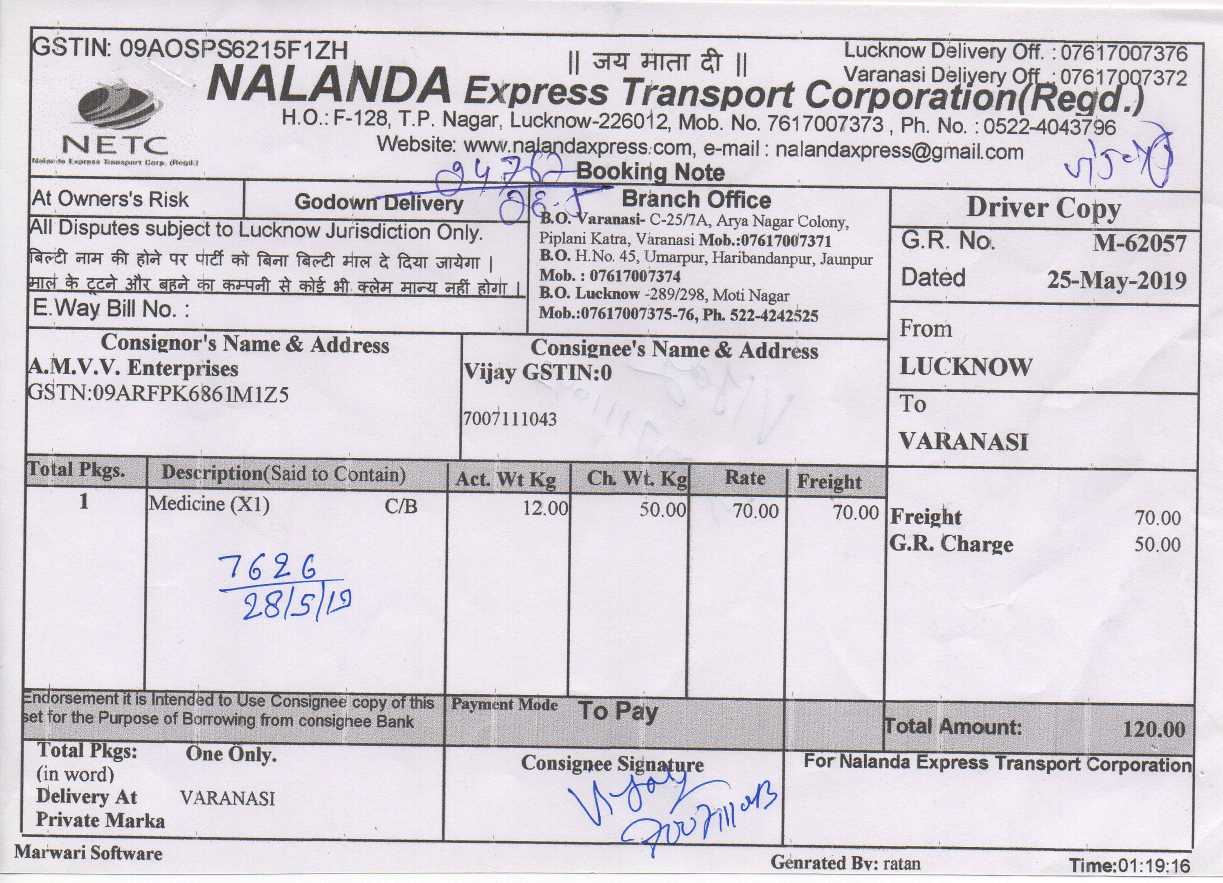 GSTIN: 09AOSPS6215F1ZH
|| जय माता दी ||
Lucknow Delivery Off. : 07617007376
Varanasi Delivery Off. : 07617007372
NALANDA Express Transport Corporation(Regd.)
NETC
Nalanda Express Transport Corp. (Regd.)
H.O.: F-128, T.P. Nagar, Lucknow-226012, Mob. No. 7617007373 , Ph. No. : 0522-4043796
Website: www.nalandaxpress.com, e-mail : nalandaxpress@gmail.com
24762
Booking Note
At Owners's Risk
Godown Delivery
All Disputes subject to Lucknow Jurisdiction Only.
बिल्टी नाम की होने पर पार्टी को बिना बिल्टी माल दे दिया जायेगा |
माल के टूटने और बहने का कम्पनी से कोई भी क्लेम मान्य नहीं होगा |
E.Way Bill No. :
Branch Office
B.O. Varanasi- C-25/7A, Arya Nagar Colony,
Piplani Katra, Varanasi Mob.:07617007371
B.O. H.No. 45, Umarpur, Haribandanpur, Jaunpur
Mob. : 07617007374
B.O. Lucknow -289/298, Moti Nagar
Mob.:07617007375-76, Ph. 522-4242525
Driver Copy
G.R. No. M-62057
Dated 25-May-2019
From
LUCKNOW
To
VARANASI
Consignor's Name & Address
A.M.V.V. Enterprises
GSTN:09ARFPK6861M1Z5
Consignee's Name & Address
Vijay GSTIN:0
7007111043
Total Pkgs. Description(Said to Contain) Act. Wt Kg Ch. Wt. Kg Rate Freight
1 Medicine (X1) C/B 12.00 50.00 70.00 70.00
Freight 70.00
G.R. Charge 50.00
7626
28/5/19
Endorsement it is Intended to Use Consignee copy of this
set for the Purpose of Borrowing from consignee Bank
Payment Mode To Pay
Total Amount: 120.00
Total Pkgs: One Only.
(in word)
Delivery At VARANASI
Private Marka
Consignee Signature
Vijay
7007111043
For Nalanda Express Transport Corporation
Marwari Software
Genrated By: ratan
Time:01:19:16